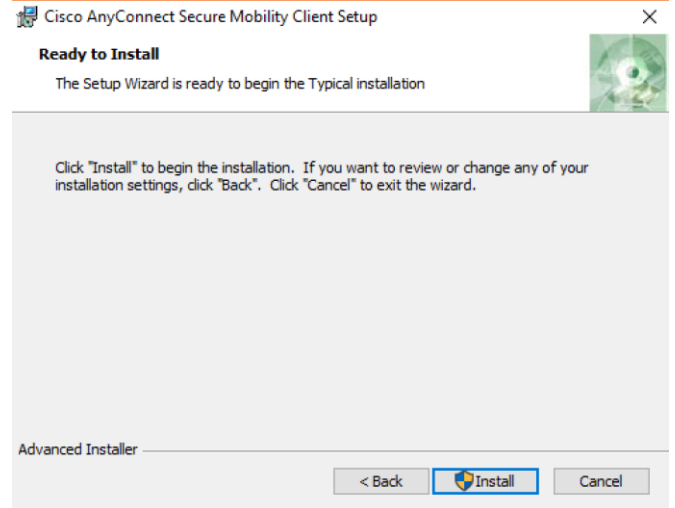 Cisco AnyConnect Secure Mobility Client Setup
Ready to Install
The Setup Wizard is ready to begin the Typical installation
Click "Install" to begin the installation.  If you want to review or change any of your
installation settings, click "Back".  Click "Cancel" to exit the wizard.
Advanced Installer
< Back Install Cancel